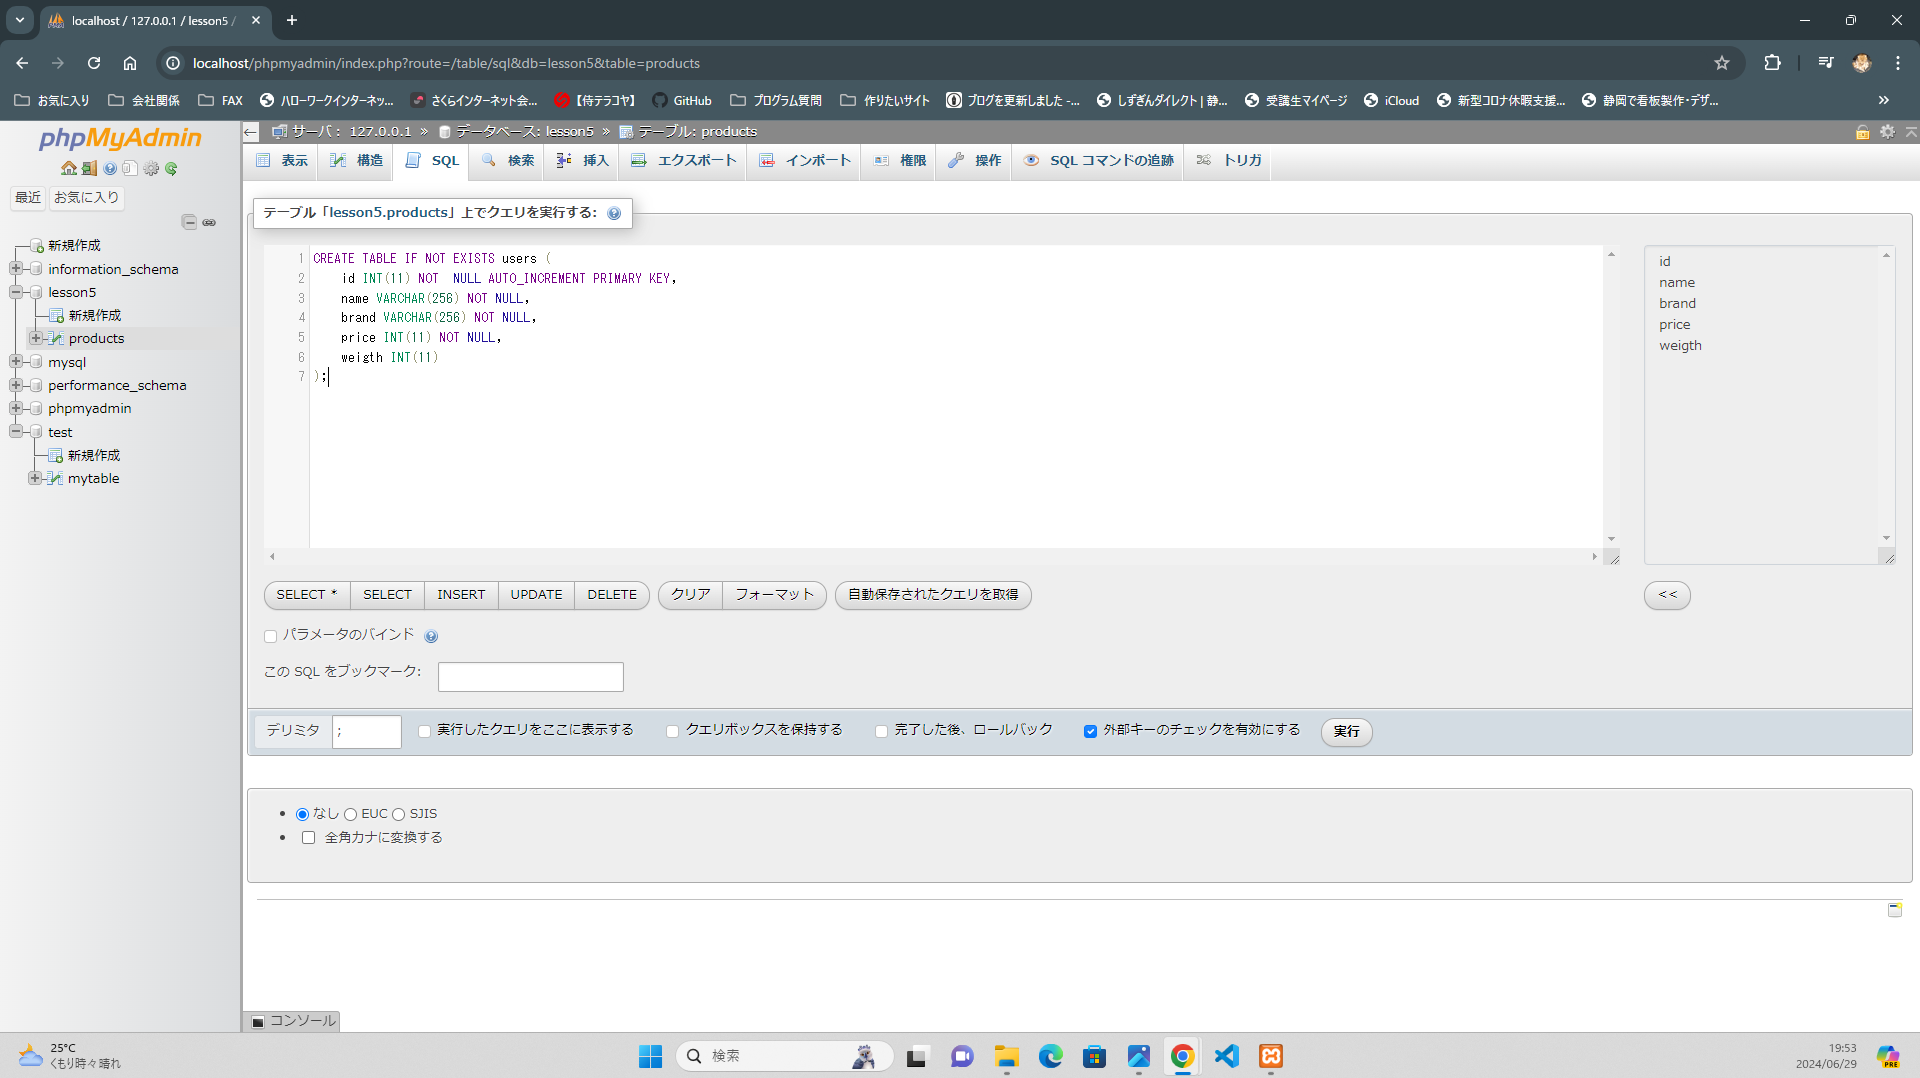 localhost / 127.0.0.1 / lesson5 /
localhost/phpmyadmin/index.php?route=/table/sql&db=lesson5&table=products
お気に入り 会社関係 FAX ハローワークインターネッ... さくらインターネット会... 【侍テラコヤ】 GitHub プログラム質問 作りたいサイト ブログを更新しました -... しずぎんダイレクト | 静... 受講生マイページ iCloud 新型コロナ休暇支援... 静岡で看板製作・デザ... »
phpMyAdmin
最近 お気に入り
新規作成
information_schema
lesson5
新規作成
products
mysql
performance_schema
phpmyadmin
test
新規作成
mytable
サーバ: 127.0.0.1 » データベース: lesson5 » テーブル: products
表示 構造 SQL 検索 挿入 エクスポート インポート 権限 操作 SQL コマンドの追跡 トリガ
テーブル「lesson5.products」上でクエリを実行する:
1 CREATE TABLE IF NOT EXISTS users (
2 id INT(11) NOT  NULL AUTO_INCREMENT PRIMARY KEY,
3 name VARCHAR(256) NOT NULL,
4 brand VARCHAR(256) NOT NULL,
5 price INT(11) NOT NULL,
6 weigth INT(11)
7 );
id
name
brand
price
weigth
SELECT * SELECT INSERT UPDATE DELETE クリア フォーマット 自動保存されたクエリを取得 <<
パラメータのバインド
この SQL をブックマーク:
デリミタ ; 実行したクエリをここに表示する クエリボックスを保持する 完了した後、ロールバック 外部キーのチェックを有効にする 実行
なし EUC SJIS
全角カナに変換する
コンソール
25°C
くもり時々晴れ
検索
19:53
2024/06/29
PRE